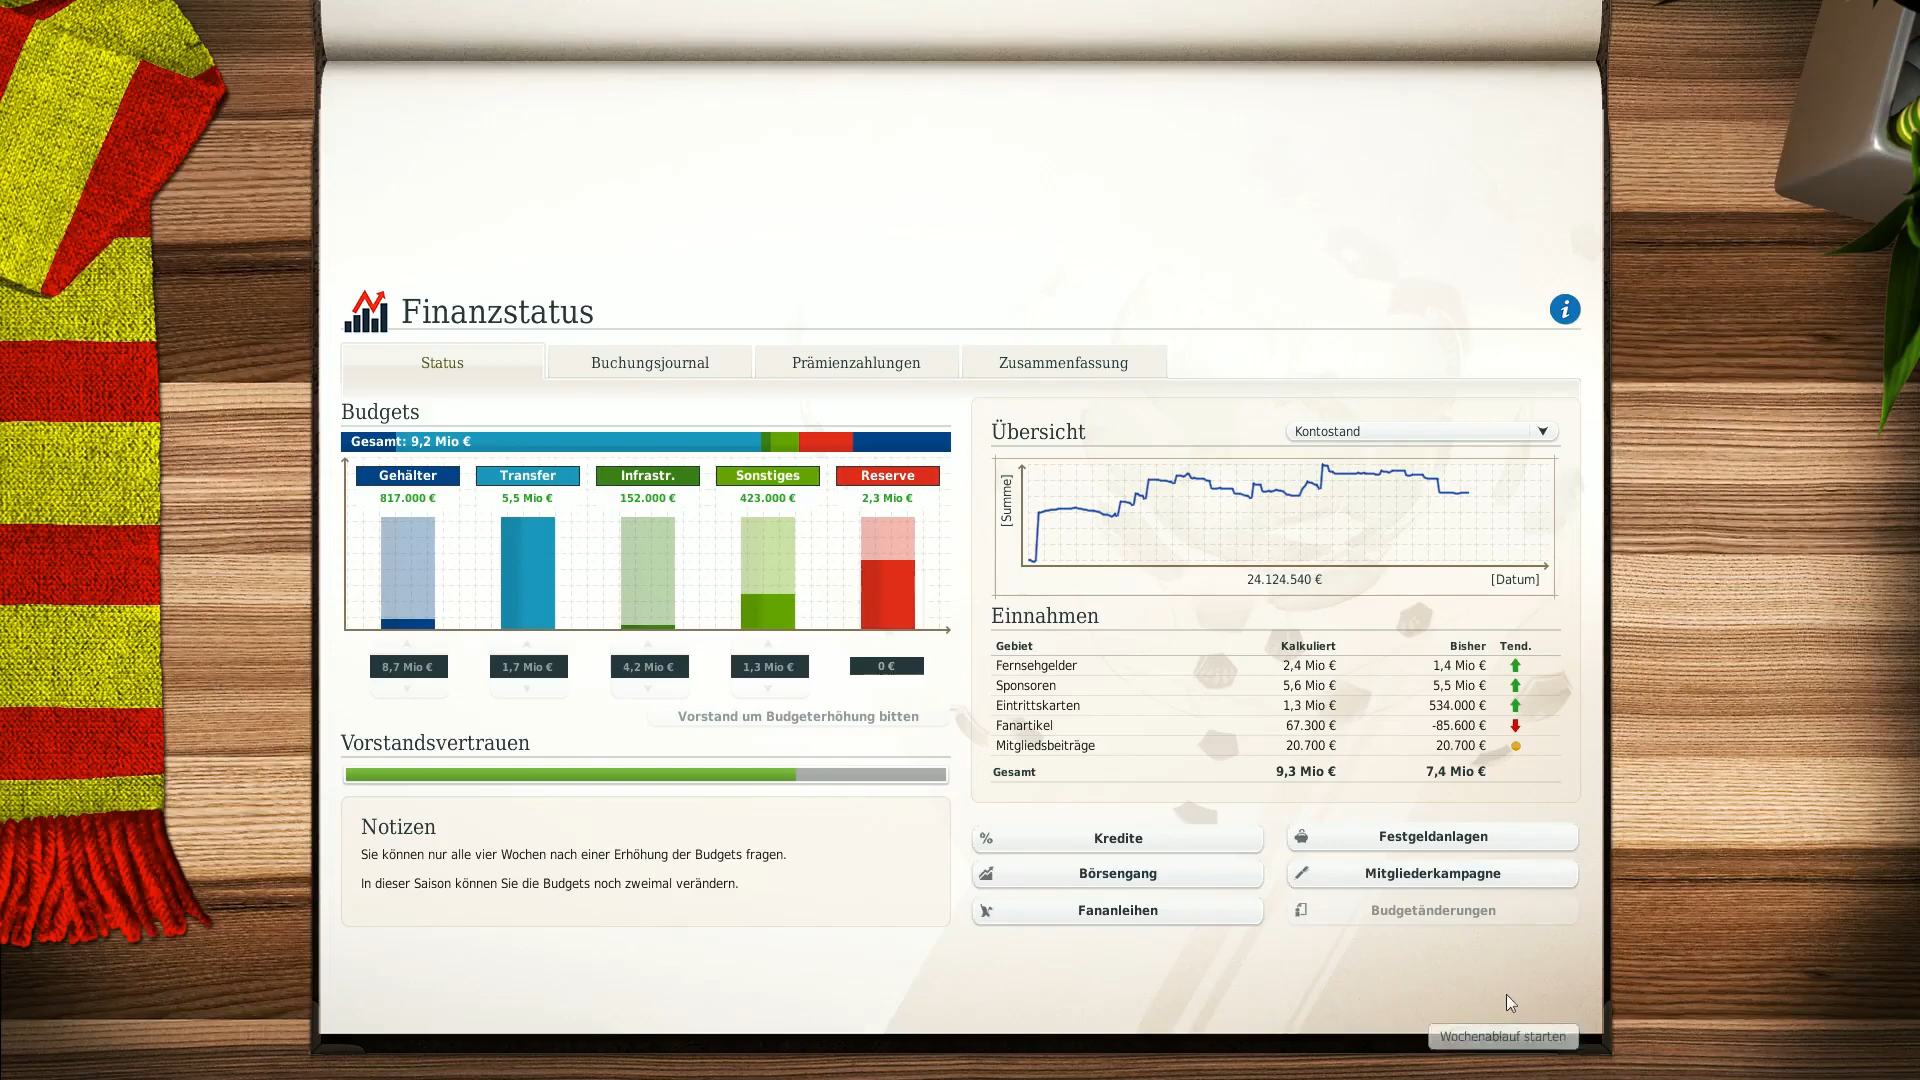 Finanzstatus
Status
Buchungsjournal
Prämienzahlungen
Zusammenfassung
Budgets
Gesamt: 9,2 Mio €
Gehälter Transfer Infrastr. Sonstiges Reserve
817.000 € 5,5 Mio € 152.000 € 423.000 € 2,3 Mio €
8,7 Mio € 1,7 Mio € 4,2 Mio € 1,3 Mio € 0 €
Vorstand um Budgeterhöhung bitten
Vorstandsvertrauen
Notizen
Sie können nur alle vier Wochen nach einer Erhöhung der Budgets fragen.
In dieser Saison können Sie die Budgets noch zweimal verändern.
Übersicht
Kontostand
[Summe]
24.124.540 €
[Datum]
Einnahmen
Gebiet Kalkuliert Bisher Tend.
Fernsehgelder 2,4 Mio € 1,4 Mio €
Sponsoren 5,6 Mio € 5,5 Mio €
Eintrittskarten 1,3 Mio € 534.000 €
Fanartikel 67.300 € -85.600 €
Mitgliedsbeiträge 20.700 € 20.700 €
Gesamt 9,3 Mio € 7,4 Mio €
Kredite
Festgeldanlagen
Börsengang
Mitgliederkampagne
Fananleihen
Budgetänderungen
Wochenablauf starten